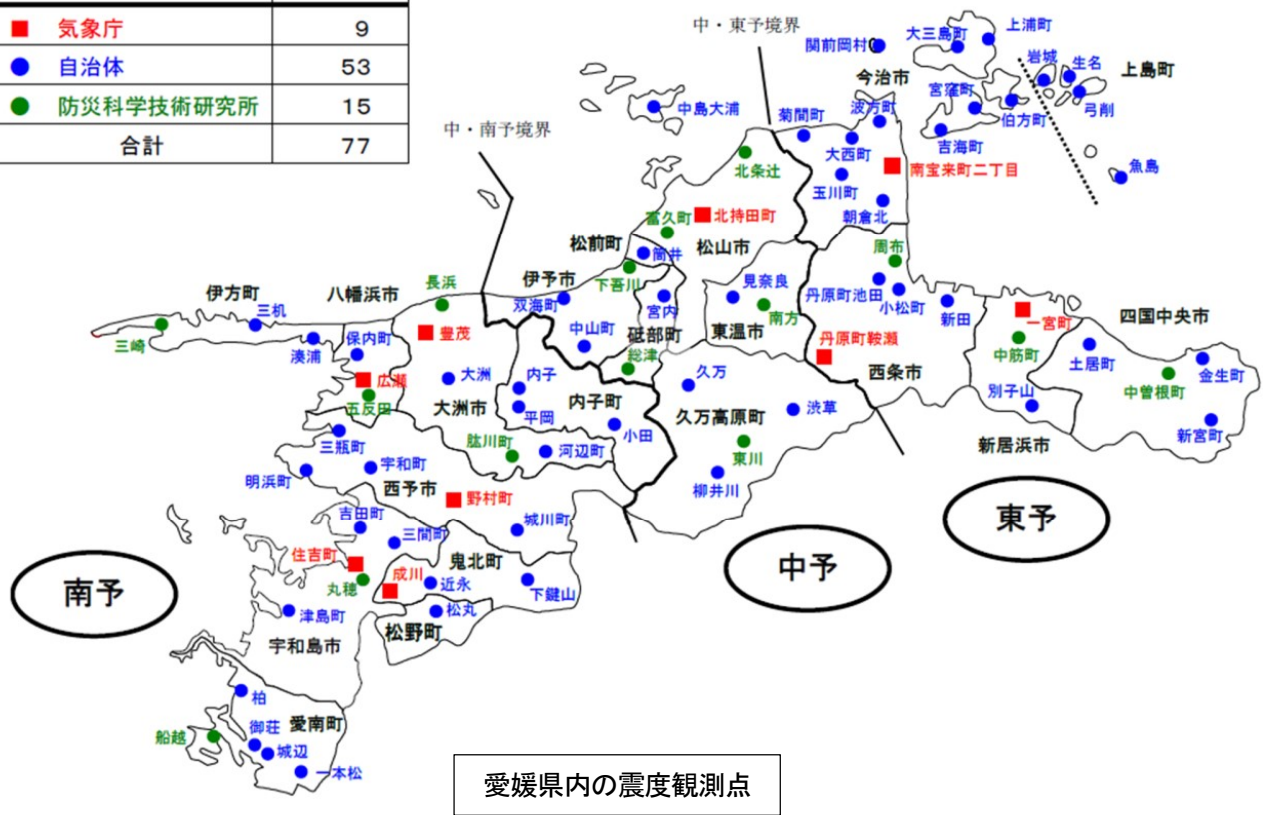 気象庁 9
自治体 53
防災科学技術研究所 15
合計 77
中・東予境界
中・南予境界
関前岡村
大三島町
上浦町
岩城
生名
上島町
今治市
宮窪町
弓削
伯方町
吉海町
魚島
中島大浦
菊間町
波方町
大西町
南宝来町二丁目
玉川町
朝倉北
北条辻
富久町
北持田町
松山市
松前町
筒井
下吾川
周布
丹原町池田
小松町
新田
丹原町鞍瀬
西条市
一宮町
中筋町
別子山
新居浜市
四国中央市
土居町
金生町
中曽根町
新宮町
見奈良
南方
東温市
宮内
砥部町
総津
伊予市
双海町
中山町
伊方町
三机
三崎
湊浦
八幡浜市
保内町
広瀬
五反田
長浜
豊茂
大洲
大洲市
内子
平岡
内子町
小田
肱川町
河辺町
久万
久万高原町
渋草
東川
柳井川
三瓶町
宇和町
明浜町
西予市
野村町
城川町
吉田町
三間町
住吉町
丸穂
成川
鬼北町
近永
下鍵山
松丸
松野町
津島町
宇和島市
柏
御荘
愛南町
船越
城辺
一本松
南予
中予
東予
愛媛県内の震度観測点